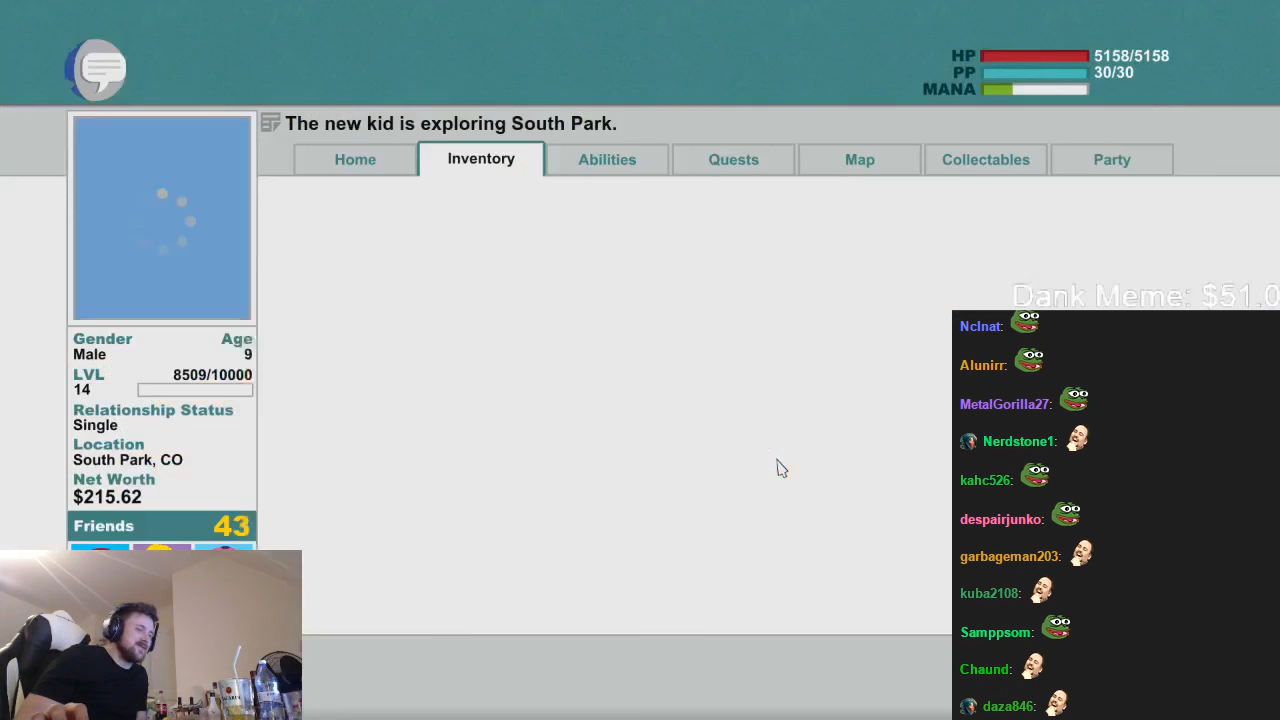 HP 5158/5158
PP 30/30
MANA
The new kid is exploring South Park.
Home Inventory Abilities Quests Map Collectables Party
Gender Age
Male 9
LVL 8509/10000
14
Relationship Status
Single
Location
South Park, CO
Net Worth
$215.62
Friends 43
Dank Meme: $51.0
NcInat:
Alunirr:
MetalGorilla27:
Nerdstone1:
kahc526:
despairjunko:
garbageman203:
kuba2108:
Samppsom:
Chaund:
daza846: